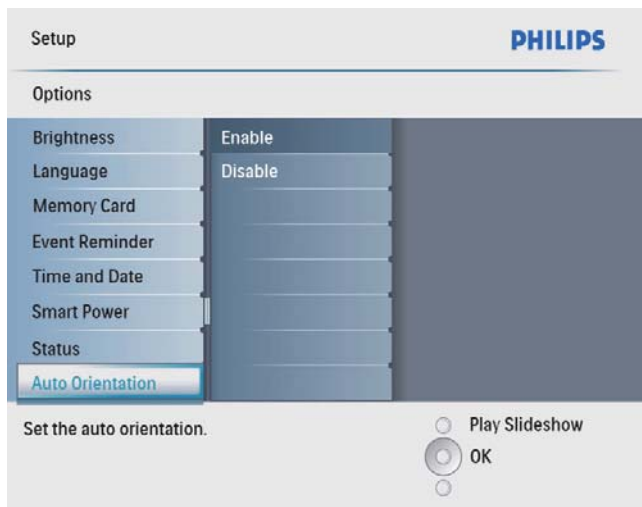 Setup
PHILIPS
Options
Brightness
Enable
Language
Disable
Memory Card
Event Reminder
Time and Date
Smart Power
Status
Auto Orientation
Set the auto orientation.
Play Slideshow
OK